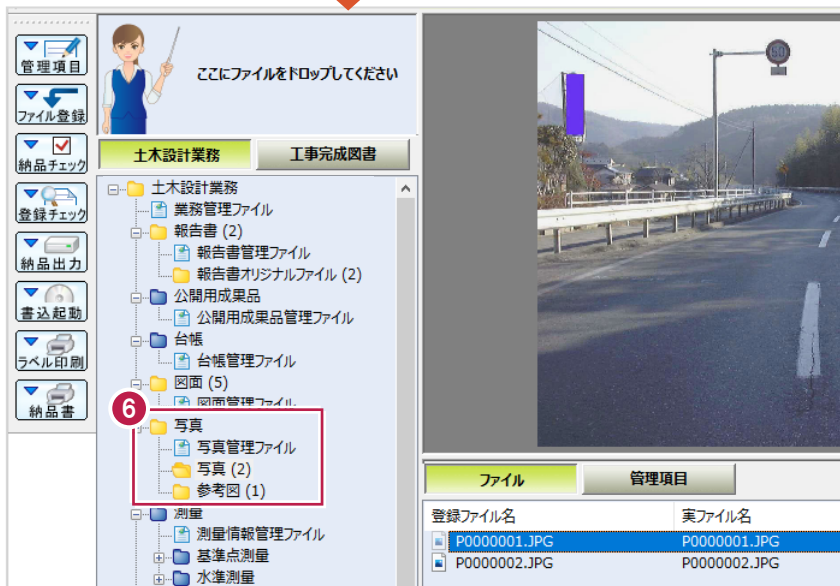 管理項目
ファイル登録
納品チェック
登録チェック
納品出力
書込起動
ラベル印刷
納品書
ここにファイルをドロップしてください
土木設計業務
工事完成図書
土木設計業務
業務管理ファイル
報告書 (2)
報告書管理ファイル
報告書オリジナルファイル (2)
公開用成果品
公開用成果品管理ファイル
台帳
台帳管理ファイル
図面 (5)
図面管理ファイル
6
写真
写真管理ファイル
写真 (2)
参考図 (1)
測量
測量情報管理ファイル
基準点測量
水準測量
50
ファイル
管理項目
登録ファイル名 実ファイル名
P0000001.JPG P0000001.JPG
P0000002.JPG P0000002.JPG